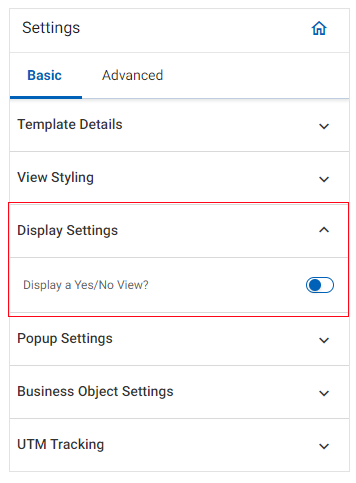 Settings
Basic Advanced
Template Details
View Styling
Display Settings
Display a Yes/No View?
Popup Settings
Business Object Settings
UTM Tracking